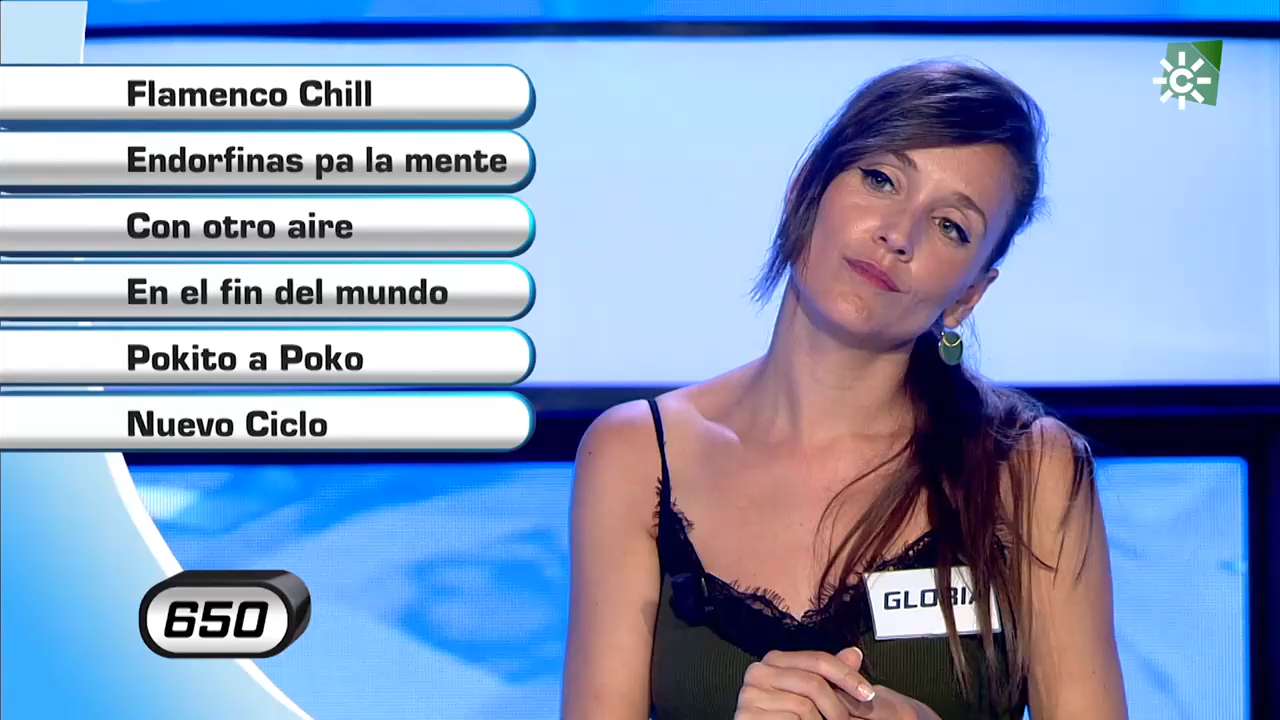 Flamenco Chill
Endorfinas pa la mente
Con otro aire
En el fin del mundo
Pokito a Poko
Nuevo Ciclo
650
GLORIA
C